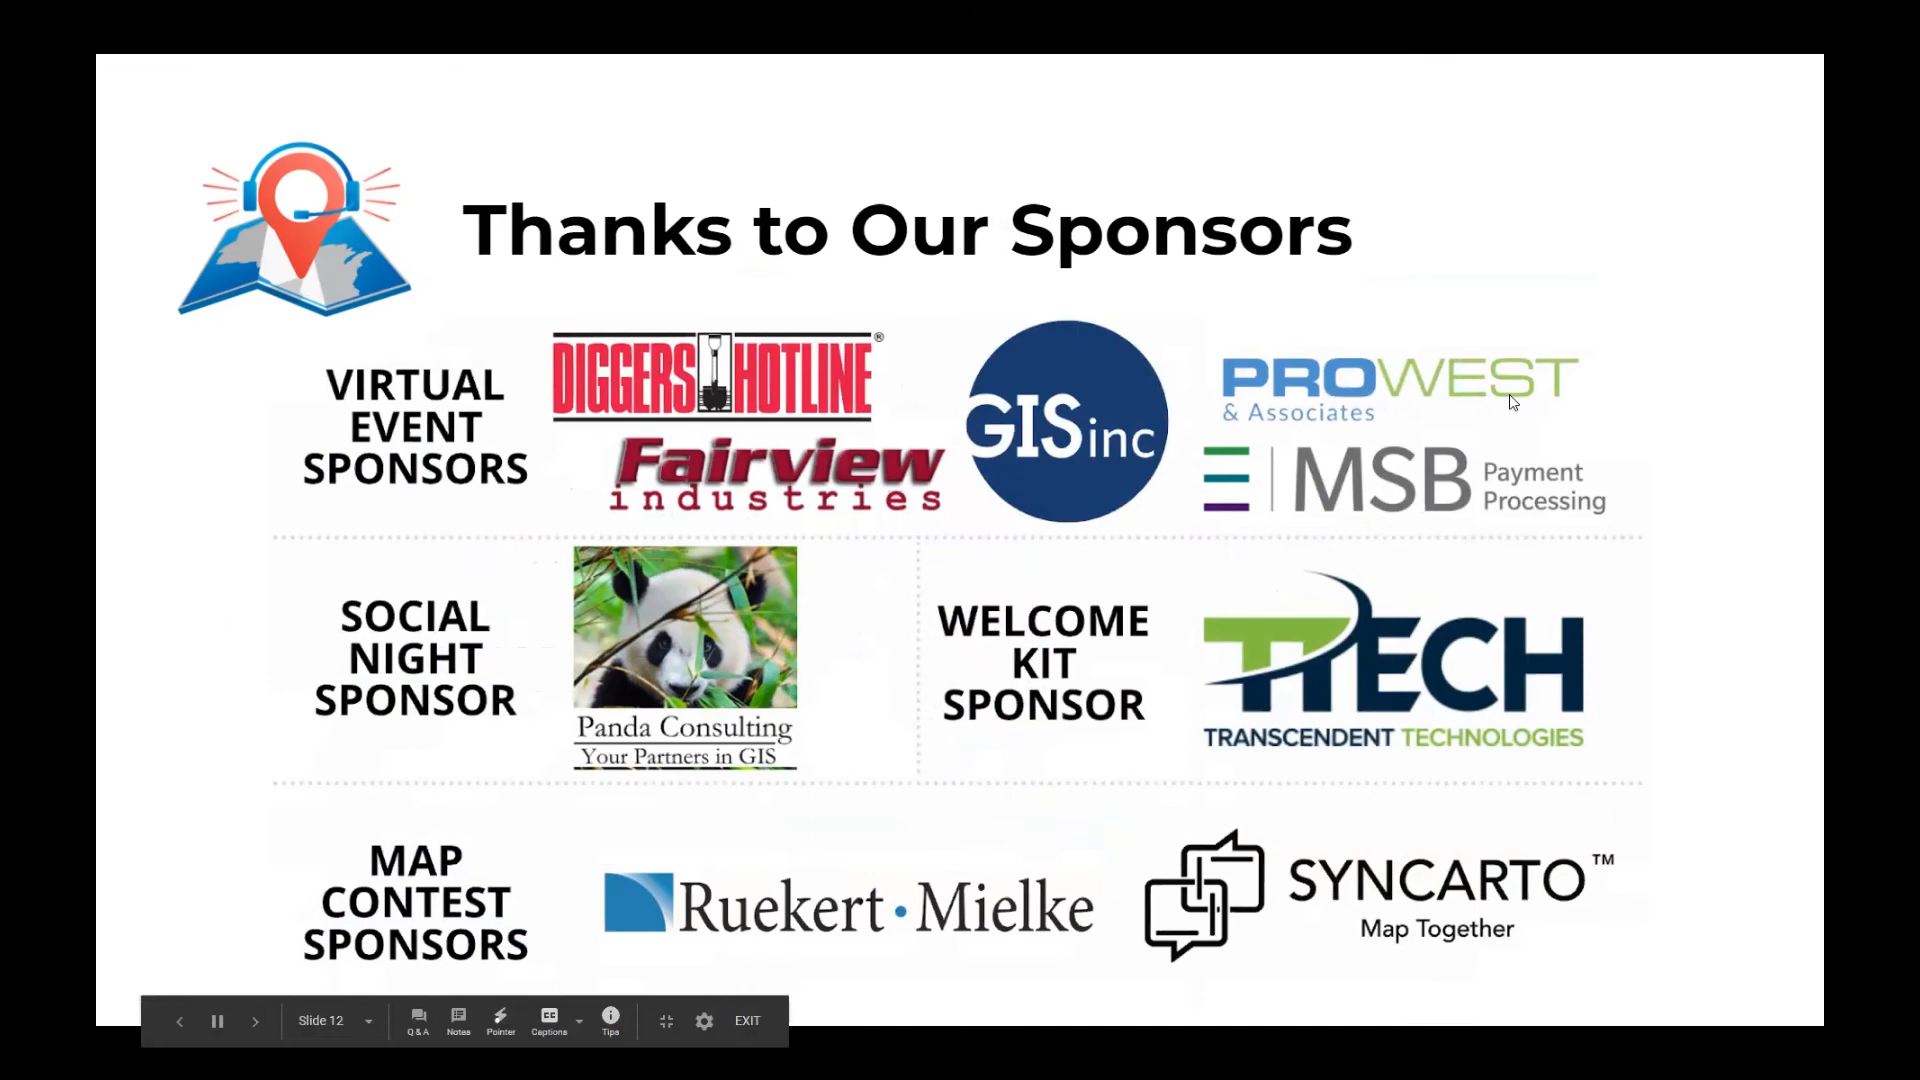 Thanks to Our Sponsors
VIRTUAL
EVENT
SPONSORS
DIGGERS HOTLINE®
Fairview
industries
GISinc
PROWEST
& Associates
MSB Payment
Processing
SOCIAL
NIGHT
SPONSOR
Panda Consulting
Your Partners in GIS
WELCOME
KIT
SPONSOR
TTECH
TRANSCENDENT TECHNOLOGIES
MAP
CONTEST
SPONSORS
Ruekert · Mielke
SYNCARTO™
Map Together
Slide 12
Q & A
Notes
Pointer
Captions
CC
Tips
EXIT